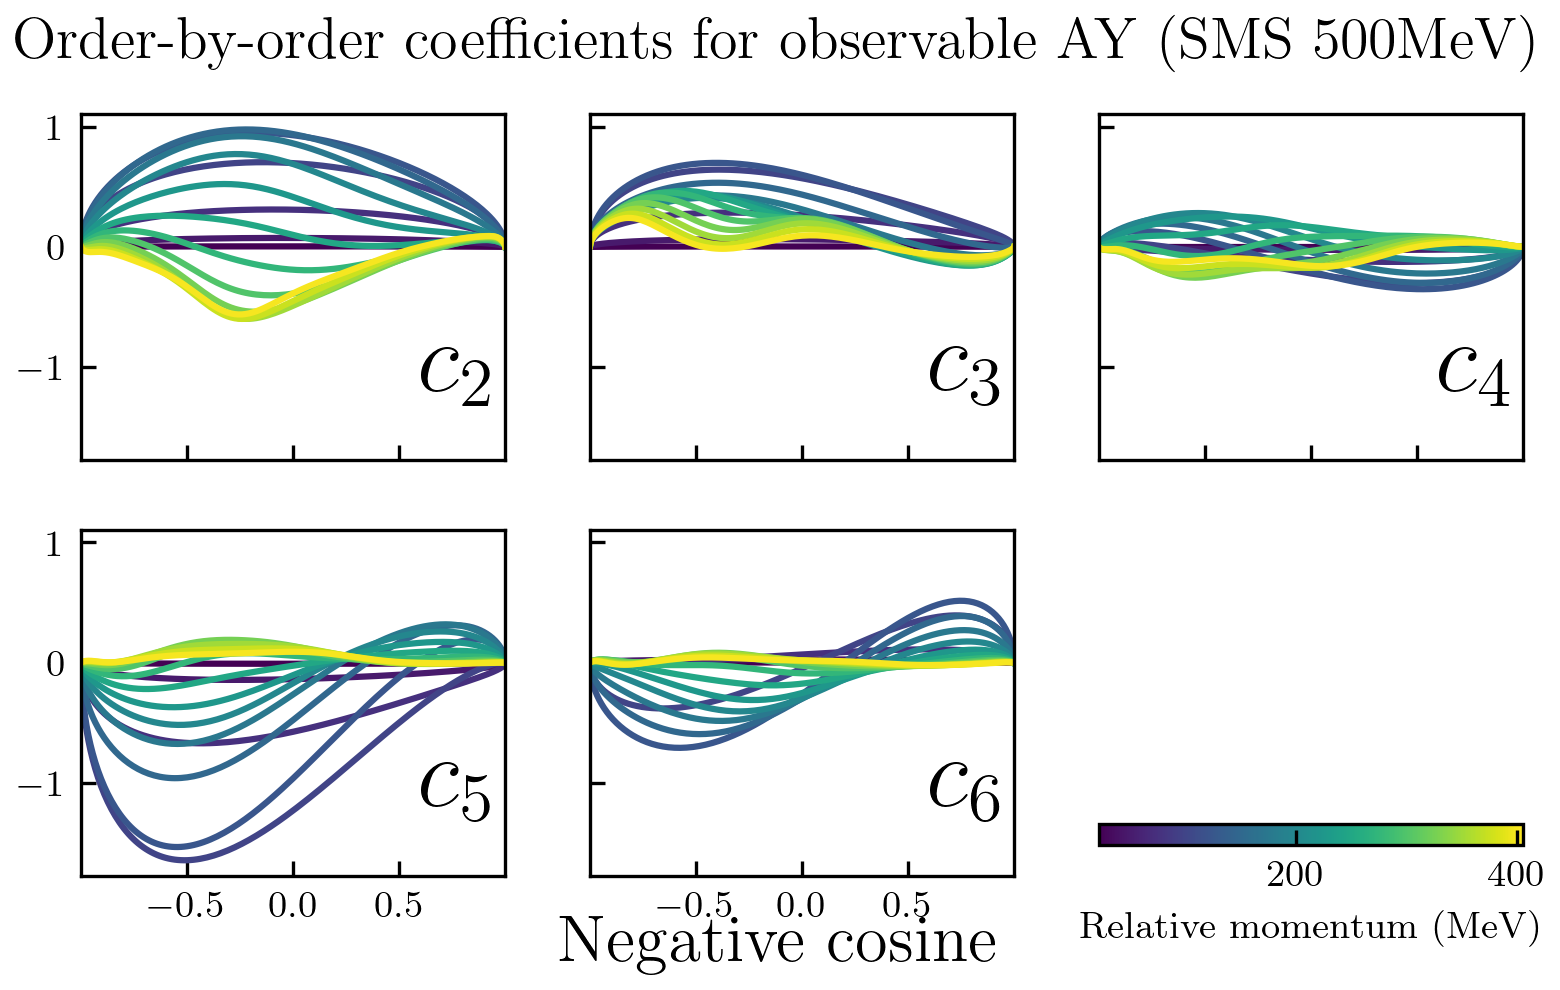 Order-by-order coefficients for observable AY (SMS 500MeV)
1
0
−1
c₂
c₃
c₄
1
0
−1
c₅
c₆
−0.5 0.0 0.5
−0.5 0.0 0.5
200 400
Relative momentum (MeV)
Negative cosine